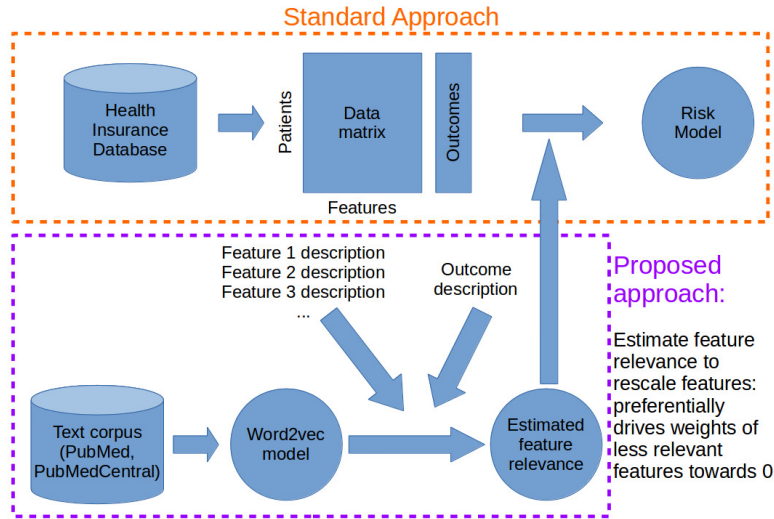 Standard Approach
Health
Insurance
Database
Patients
Data
matrix
Outcomes
Features
Risk
Model
Feature 1 description
Feature 2 description
Feature 3 description
...
Outcome
description
Text corpus
(PubMed,
PubMedCentral)
Word2vec
model
Estimated
feature
relevance
Proposed
approach:
Estimate feature
relevance to
rescale features:
preferentially
drives weights of
less relevant
features towards 0